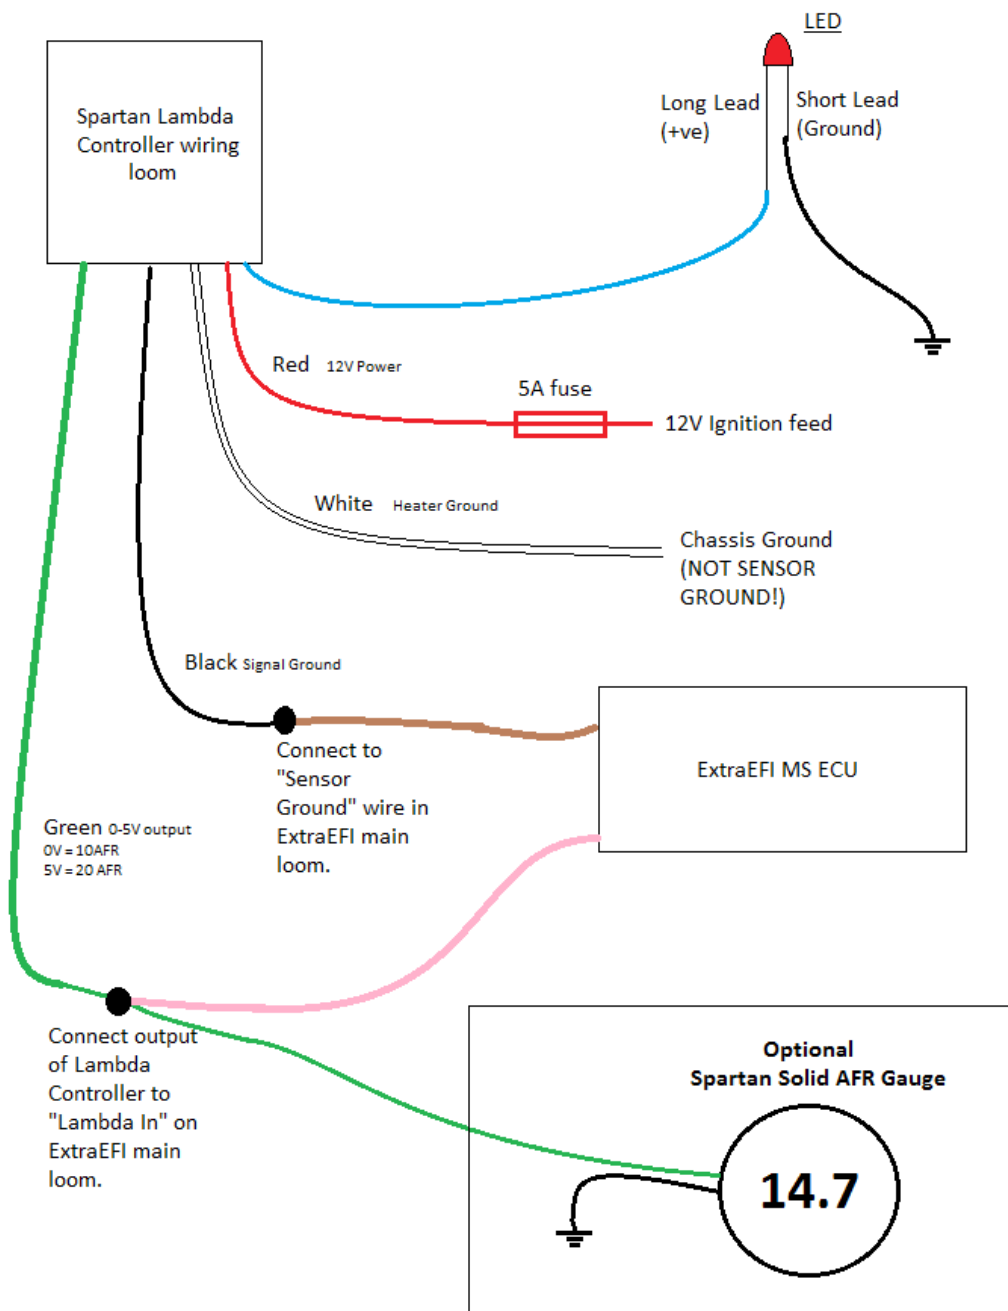 LED
Spartan Lambda
Controller wiring
loom
Long Lead
(+ve)
Short Lead
(Ground)
Red 12V Power
5A fuse
12V Ignition feed
White Heater Ground
Chassis Ground
(NOT SENSOR
GROUND!)
Black Signal Ground
Connect to
"Sensor
Ground" wire in
ExtraEFI main
loom.
ExtraEFI MS ECU
Green 0-5V output
0V = 10AFR
5V = 20 AFR
Connect output
of Lambda
Controller to
"Lambda In" on
ExtraEFI main
loom.
Optional
Spartan Solid AFR Gauge
14.7